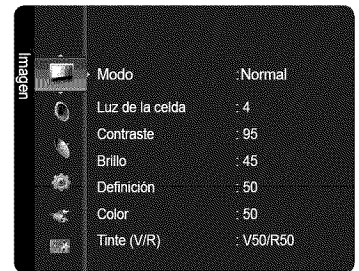 Imagen
Modo :Normal
Luz de la celda : 4
Contraste : 95
Brillo : 45
Definición : 50
Color : 50
Tinte (V/R) : V50/R50